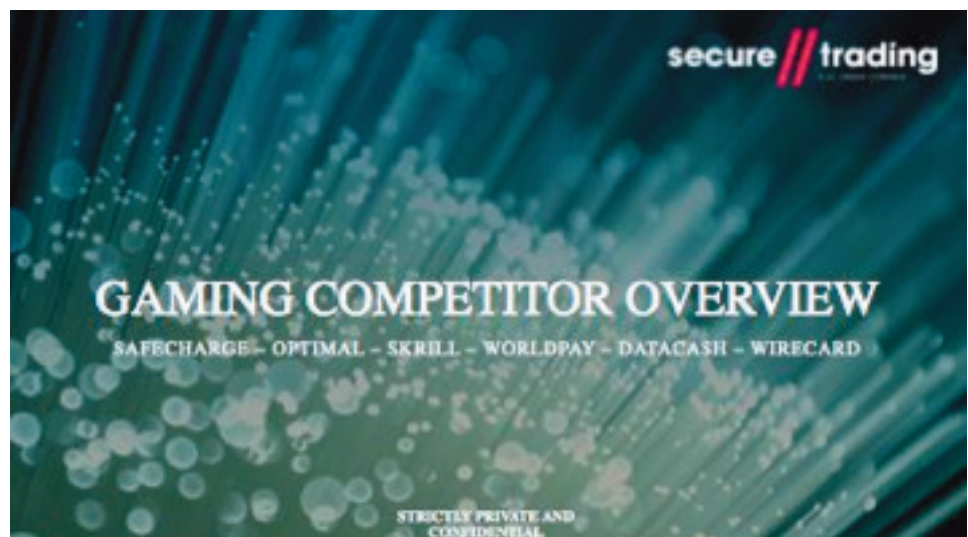 secure//trading
GAMING COMPETITOR OVERVIEW
SAFECHARGE – OPTIMAL – SKRILL – WORLDPAY – DATACASH – WIRECARD
STRICTLY PRIVATE AND
CONFIDENTIAL